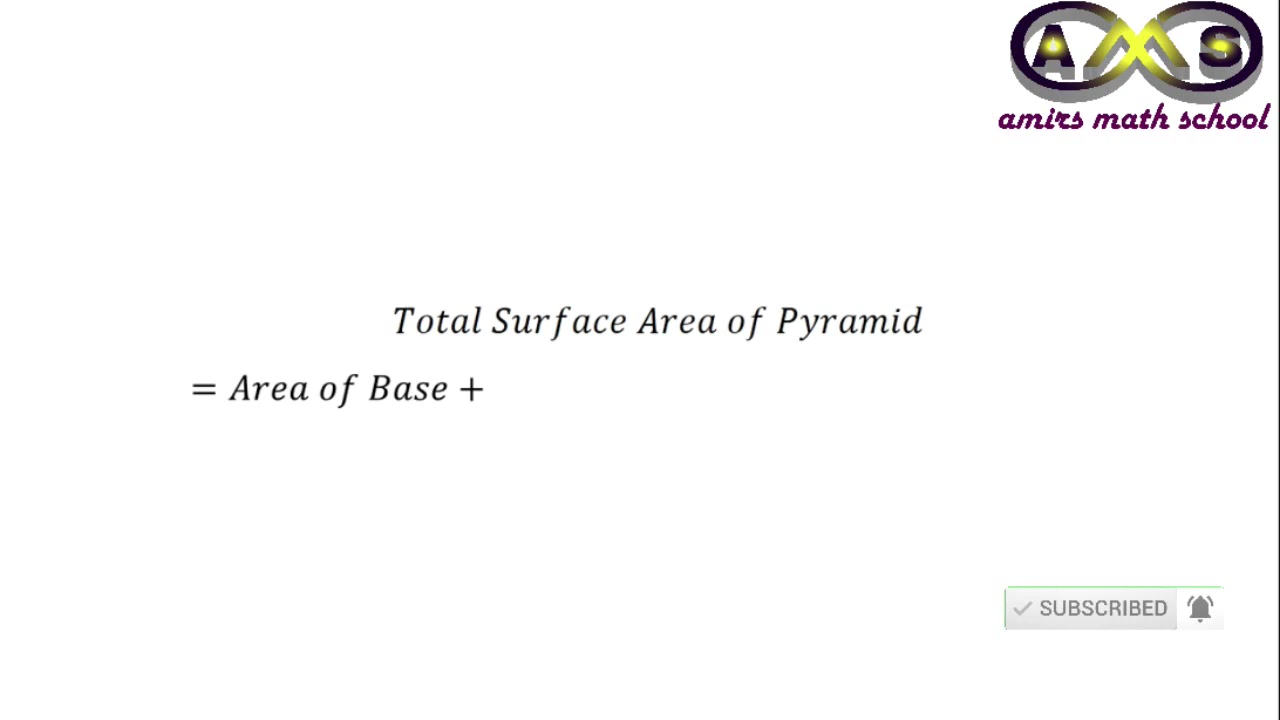 AMS
amirs math school
Total Surface Area of Pyramid
= Area of Base +
SUBSCRIBED